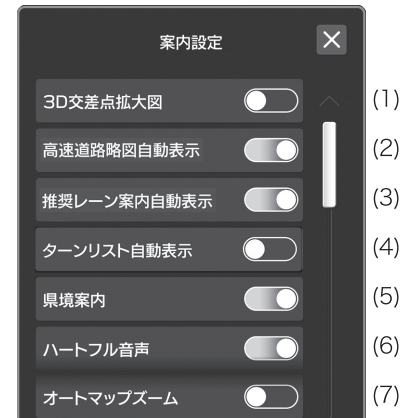 案内設定
3D交差点拡大図 (1)
高速道路略図自動表示 (2)
推奨レーン案内自動表示 (3)
ターンリスト自動表示 (4)
県境案内 (5)
ハートフル音声 (6)
オートマップズーム (7)